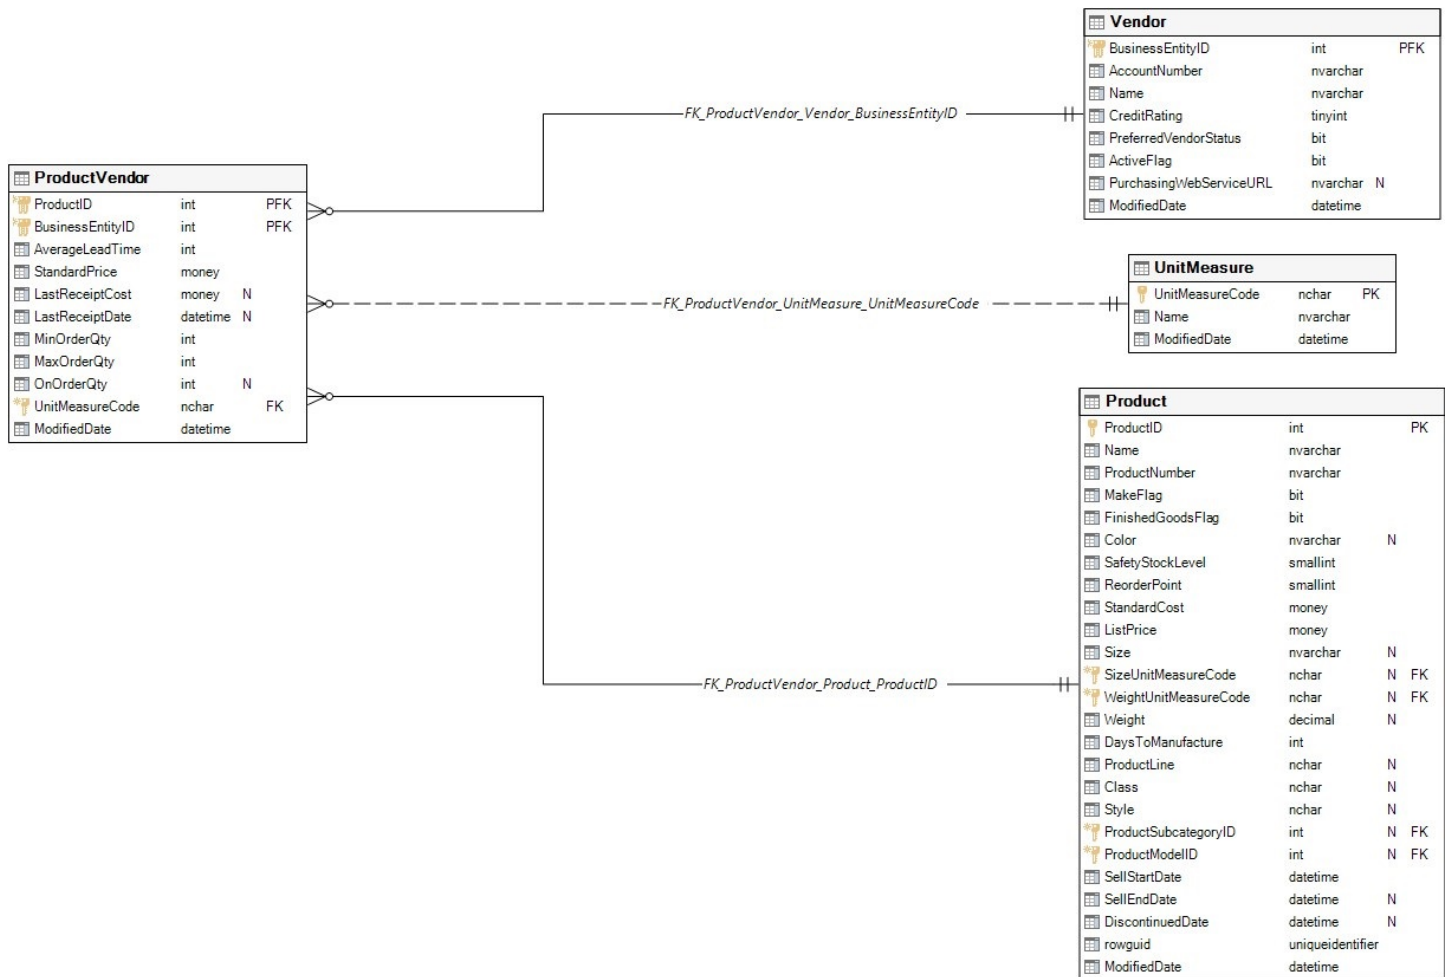 Vendor
BusinessEntityID int PFK
AccountNumber nvarchar
Name nvarchar
CreditRating tinyint
PreferredVendorStatus bit
ActiveFlag bit
PurchasingWebServiceURL nvarchar N
ModifiedDate datetime
FK_ProductVendor_Vendor_BusinessEntityID
ProductVendor
ProductID int PFK
BusinessEntityID int PFK
AverageLeadTime int
StandardPrice money
LastReceiptCost money N
LastReceiptDate datetime N
MinOrderQty int
MaxOrderQty int
OnOrderQty int N
UnitMeasureCode nchar FK
ModifiedDate datetime
FK_ProductVendor_UnitMeasure_UnitMeasureCode
UnitMeasure
UnitMeasureCode nchar PK
Name nvarchar
ModifiedDate datetime
FK_ProductVendor_Product_ProductID
Product
ProductID int PK
Name nvarchar
ProductNumber nvarchar
MakeFlag bit
FinishedGoodsFlag bit
Color nvarchar N
SafetyStockLevel smallint
ReorderPoint smallint
StandardCost money
ListPrice money
Size nvarchar N
SizeUnitMeasureCode nchar N FK
WeightUnitMeasureCode nchar N FK
Weight decimal N
DaysToManufacture int
ProductLine nchar N
Class nchar N
Style nchar N
ProductSubcategoryID int N FK
ProductModelID int N FK
SellStartDate datetime
SellEndDate datetime N
DiscontinuedDate datetime N
rowguid uniqueidentifier
ModifiedDate datetime